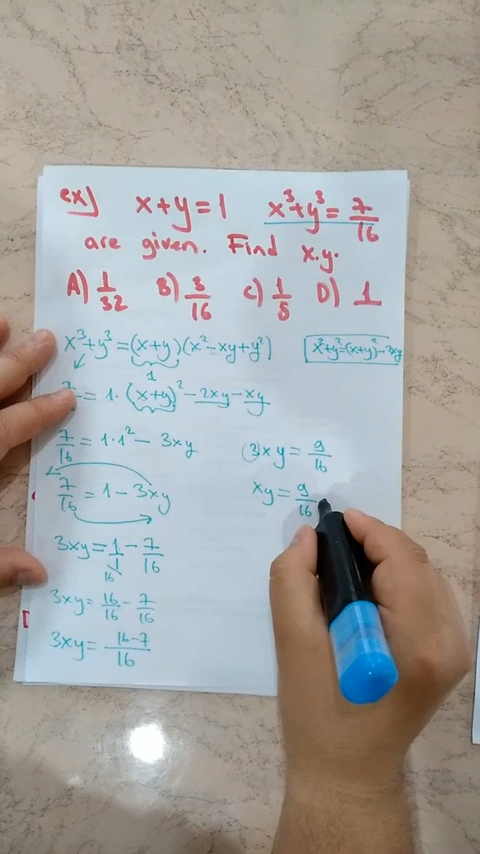 ex) x+y=1 x³+y³=7/16
are given. Find x.y.
A) 1/32 B) 3/16 C) 1/8 D) 1
x³+y³=(x+y)(x²-xy+y²)
x²+y²=(x+y)²-3xy
1
7/ = 1·(x+y)²-2xy-xy
7/16 = 1·1²-3xy
7/16 = 1-3xy
3xy = 1/1 - 7/16
16
3xy = 16/16 - 7/16
3xy = 16-7/16
(3)xy = 9/16
xy = 9/16